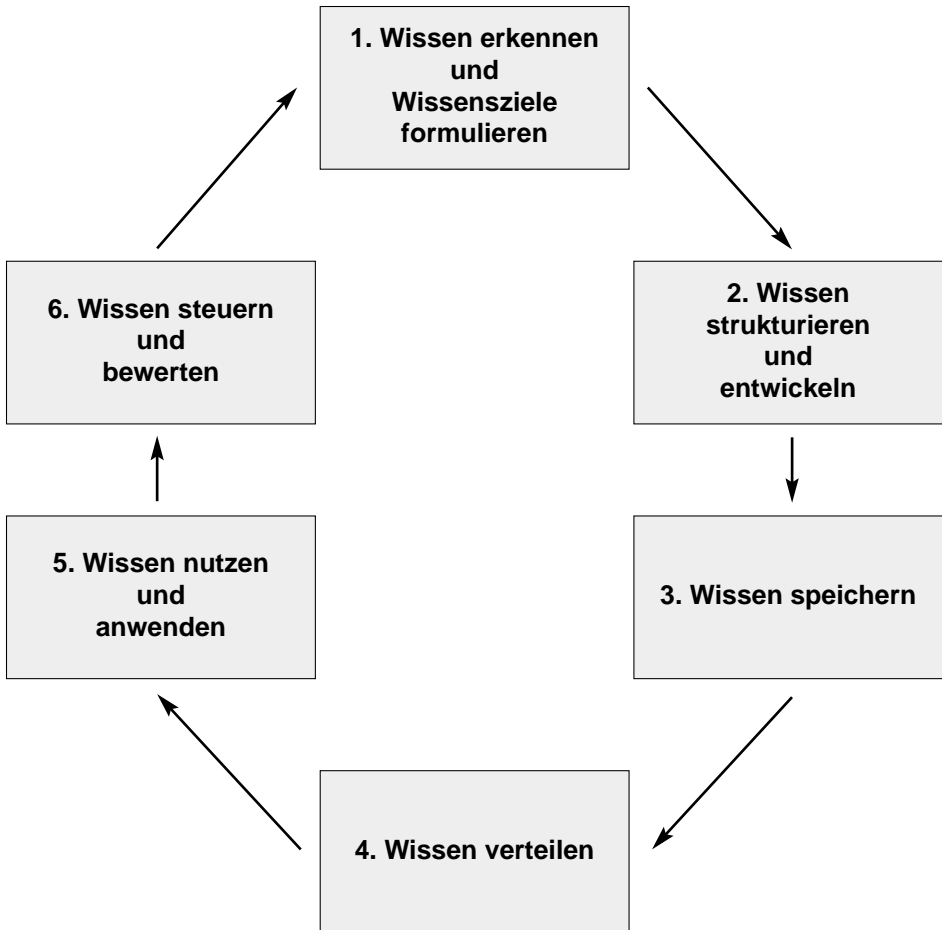 1. Wissen erkennen
und
Wissensziele
formulieren
2. Wissen
strukturieren
und
entwickeln
3. Wissen speichern
4. Wissen verteilen
5. Wissen nutzen
und
anwenden
6. Wissen steuern
und
bewerten